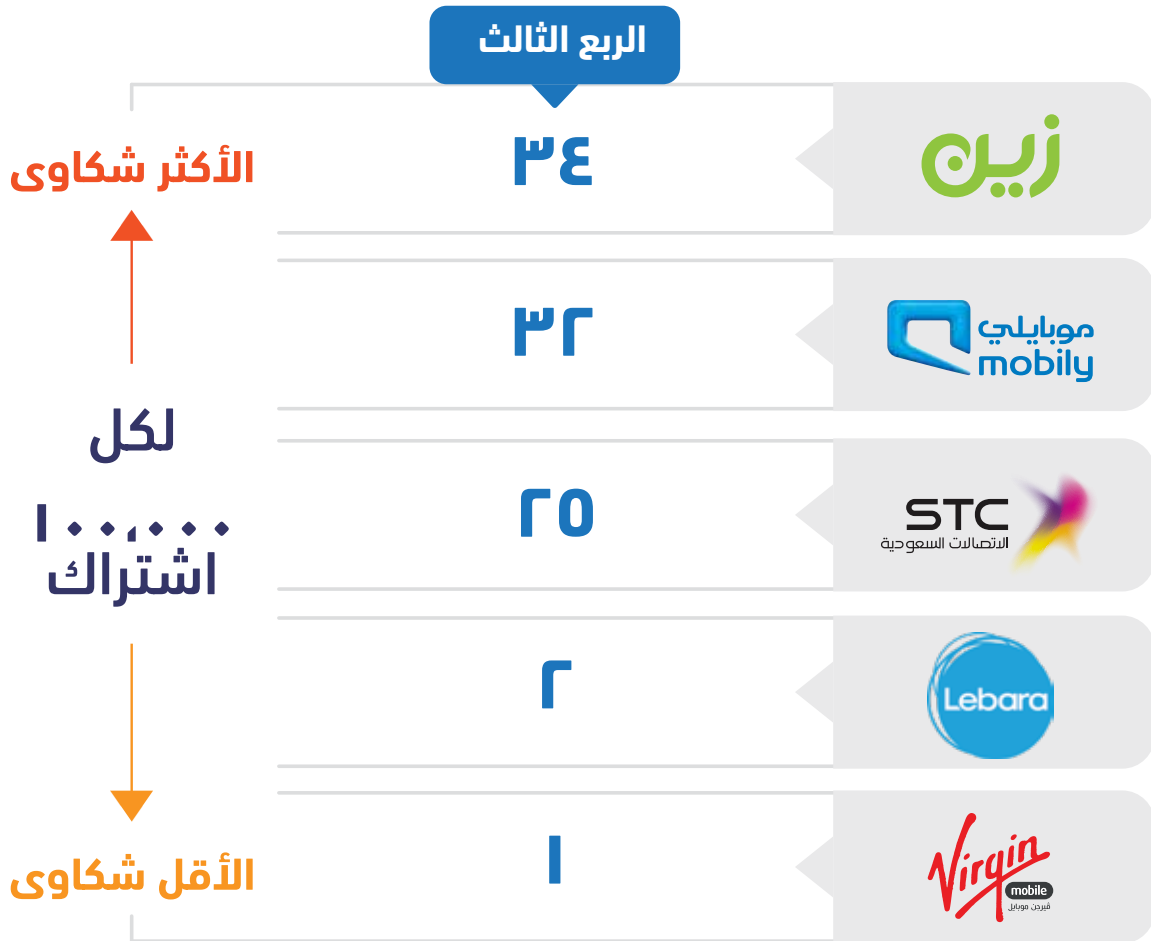 الربع الثالث
زين
٣٤
الأكثر شكاوى
موبايلي
mobily
٣٢
لكل
١٠٠،٠٠٠
اشتراك
STC
الاتصالات السعودية
٢٥
Lebara
٢
Virgin
mobile
ڤيرجن موبايل
١
الأقل شكاوى